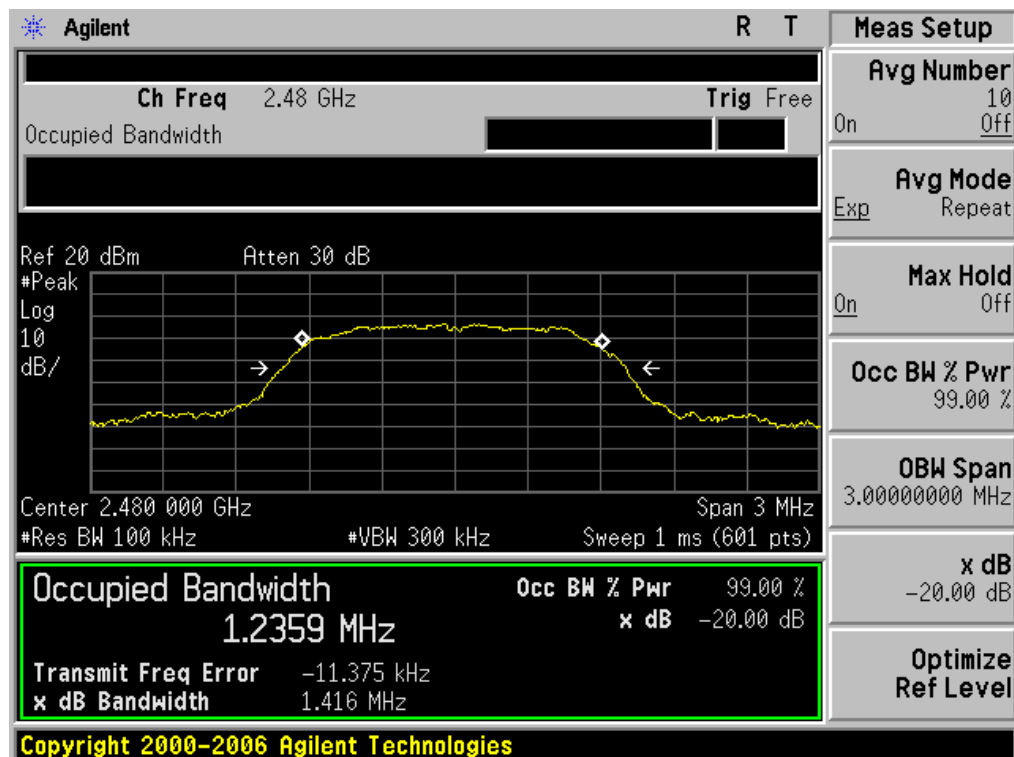 Agilent R T
Ch Freq 2.48 GHz Trig Free
Occupied Bandwidth
Ref 20 dBm Atten 30 dB
#Peak
Log
10
dB/
Center 2.480 000 GHz Span 3 MHz
#Res BW 100 kHz #VBW 300 kHz Sweep 1 ms (601 pts)
Occupied Bandwidth Occ BW % Pwr 99.00 %
1.2359 MHz x dB -20.00 dB
Transmit Freq Error -11.375 kHz
x dB Bandwidth 1.416 MHz
Copyright 2000-2006 Agilent Technologies
Meas Setup
Avg Number
10
On Off
Avg Mode
Exp Repeat
Max Hold
On Off
Occ BW % Pwr
99.00 %
OBW Span
3.00000000 MHz
x dB
-20.00 dB
Optimize
Ref Level